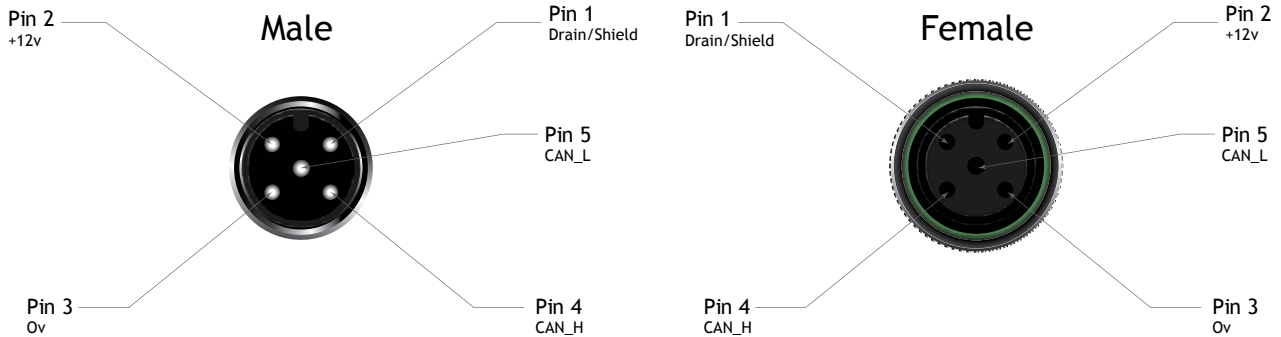 Male
Pin 2
+12v
Pin 1
Drain/Shield
Pin 5
CAN_L
Pin 3
0v
Pin 4
CAN_H
Female
Pin 1
Drain/Shield
Pin 2
+12v
Pin 5
CAN_L
Pin 4
CAN_H
Pin 3
0v